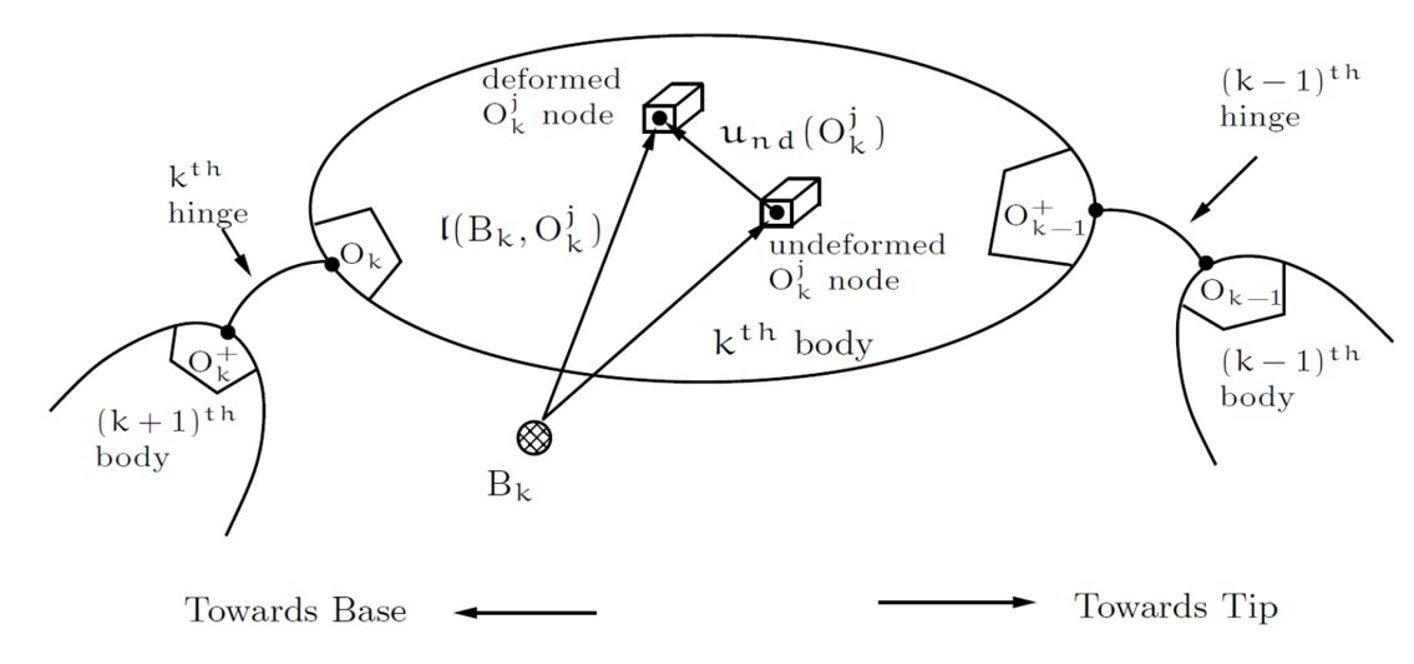 deformed
O_k^j node
u_nd(O_k^j)
(k − 1)^th
hinge
k^th
hinge
l(B_k, O_k^j)
O_k
O_{k−1}^+
undeformed
O_k^j node
O_{k−1}
k^th body
O_k^+
(k − 1)^th
body
(k + 1)^th
body
B_k
Towards Base
Towards Tip